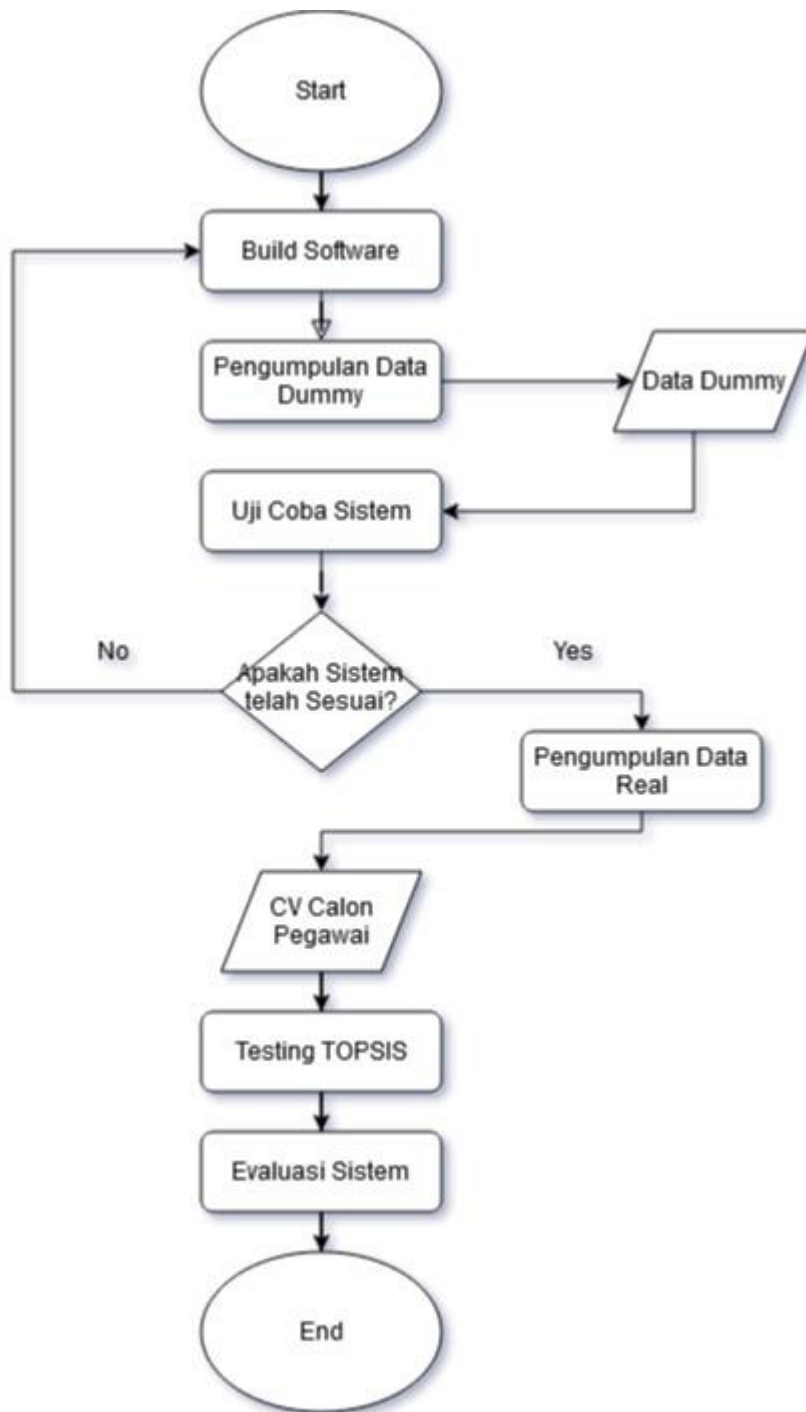 Start
Build Software
Pengumpulan Data
Dummy
Data Dummy
Uji Coba Sistem
No
Apakah Sistem
telah Sesuai?
Yes
Pengumpulan Data
Real
CV Calon
Pegawai
Testing TOPSIS
Evaluasi Sistem
End